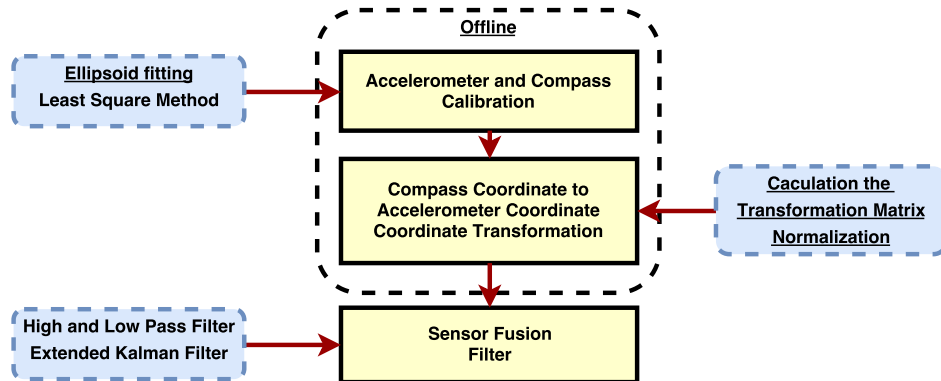 Offline
Ellipsoid fitting
Least Square Method
Accelerometer and Compass
Calibration
Compass Coordinate to
Accelerometer Coordinate
Coordinate Transformation
Caculation the
Transformation Matrix
Normalization
High and Low Pass Filter
Extended Kalman Filter
Sensor Fusion
Filter